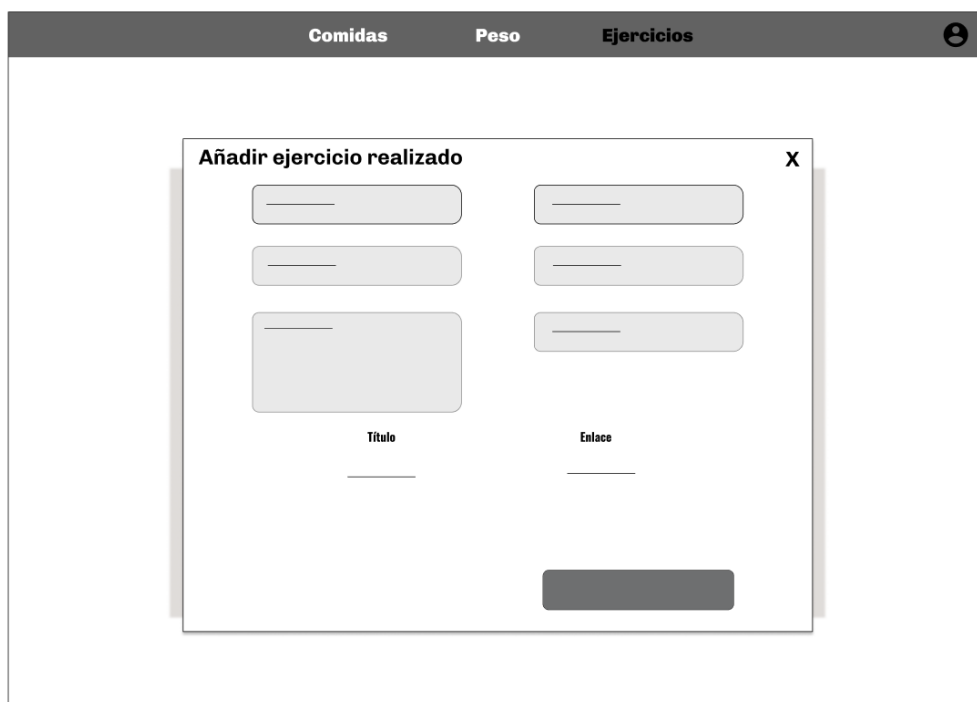 Comidas Peso Ejercicios
Añadir ejercicio realizado X
Título Enlace